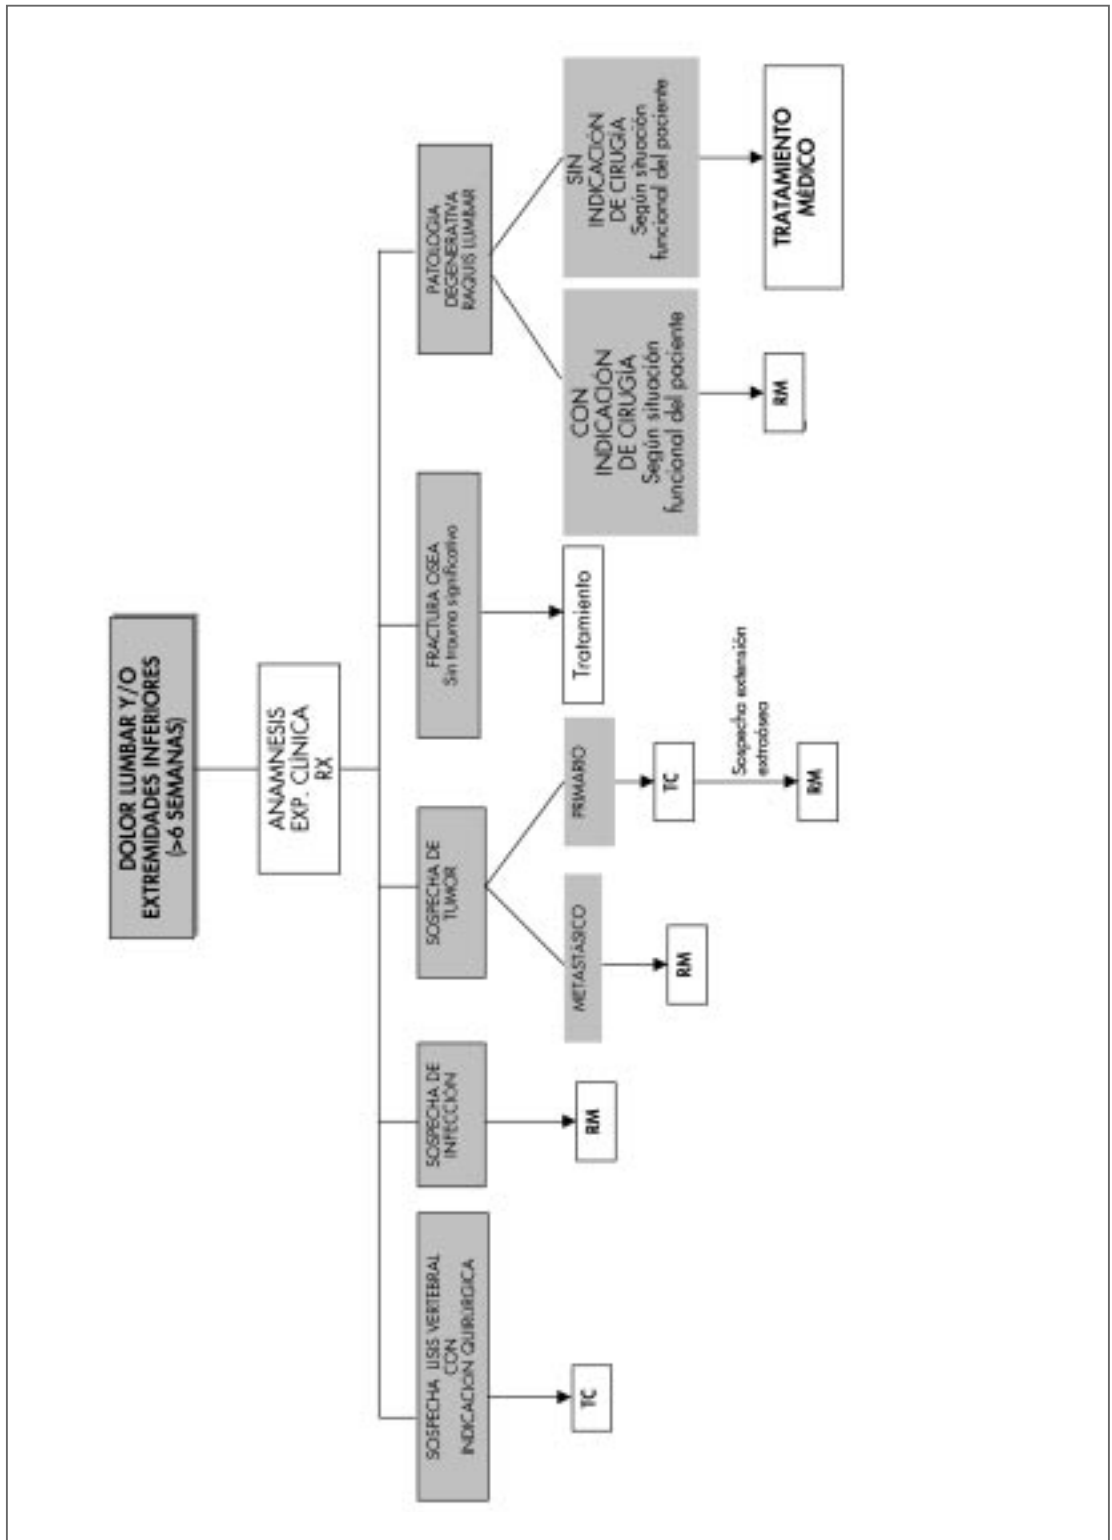 DOLOR LUMBAR Y/O
EXTREMIDADES INFERIORES
(>6 SEMANAS)
ANAMNESIS
EXP. CLÍNICA
RX
SOSPECHA LISIS VERTEBRAL
CON
INDICACION QUIRÚRGICA
TC
SOSPECHA DE
INFECCIÓN
RM
SOSPECHA DE
TUMOR
METASTÁSICO
RM
PRIMARIO
TC
Sospecha extensión
extraósea
RM
FRACTURA OSEA
Sin trauma significativo
Tratamiento
PATOLOGIA
DEGENERATIVA
RAQUIS LUMBAR
CON
INDICACIÓN
DE CIRUGÍA
Según situación
funcional del paciente
RM
SIN
INDICACIÓN
DE CIRUGÍA
Según situación
funcional del paciente
TRATAMIENTO
MÉDICO